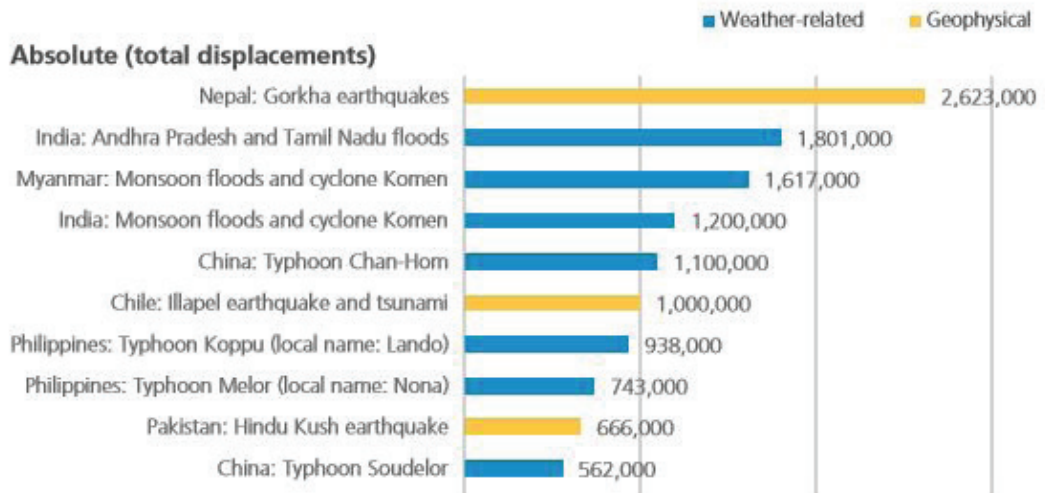 Weather-related Geophysical
Absolute (total displacements)
Nepal: Gorkha earthquakes 2,623,000
India: Andhra Pradesh and Tamil Nadu floods 1,801,000
Myanmar: Monsoon floods and cyclone Komen 1,617,000
India: Monsoon floods and cyclone Komen 1,200,000
China: Typhoon Chan-Hom 1,100,000
Chile: Illapel earthquake and tsunami 1,000,000
Philippines: Typhoon Koppu (local name: Lando) 938,000
Philippines: Typhoon Melor (local name: Nona) 743,000
Pakistan: Hindu Kush earthquake 666,000
China: Typhoon Soudelor 562,000